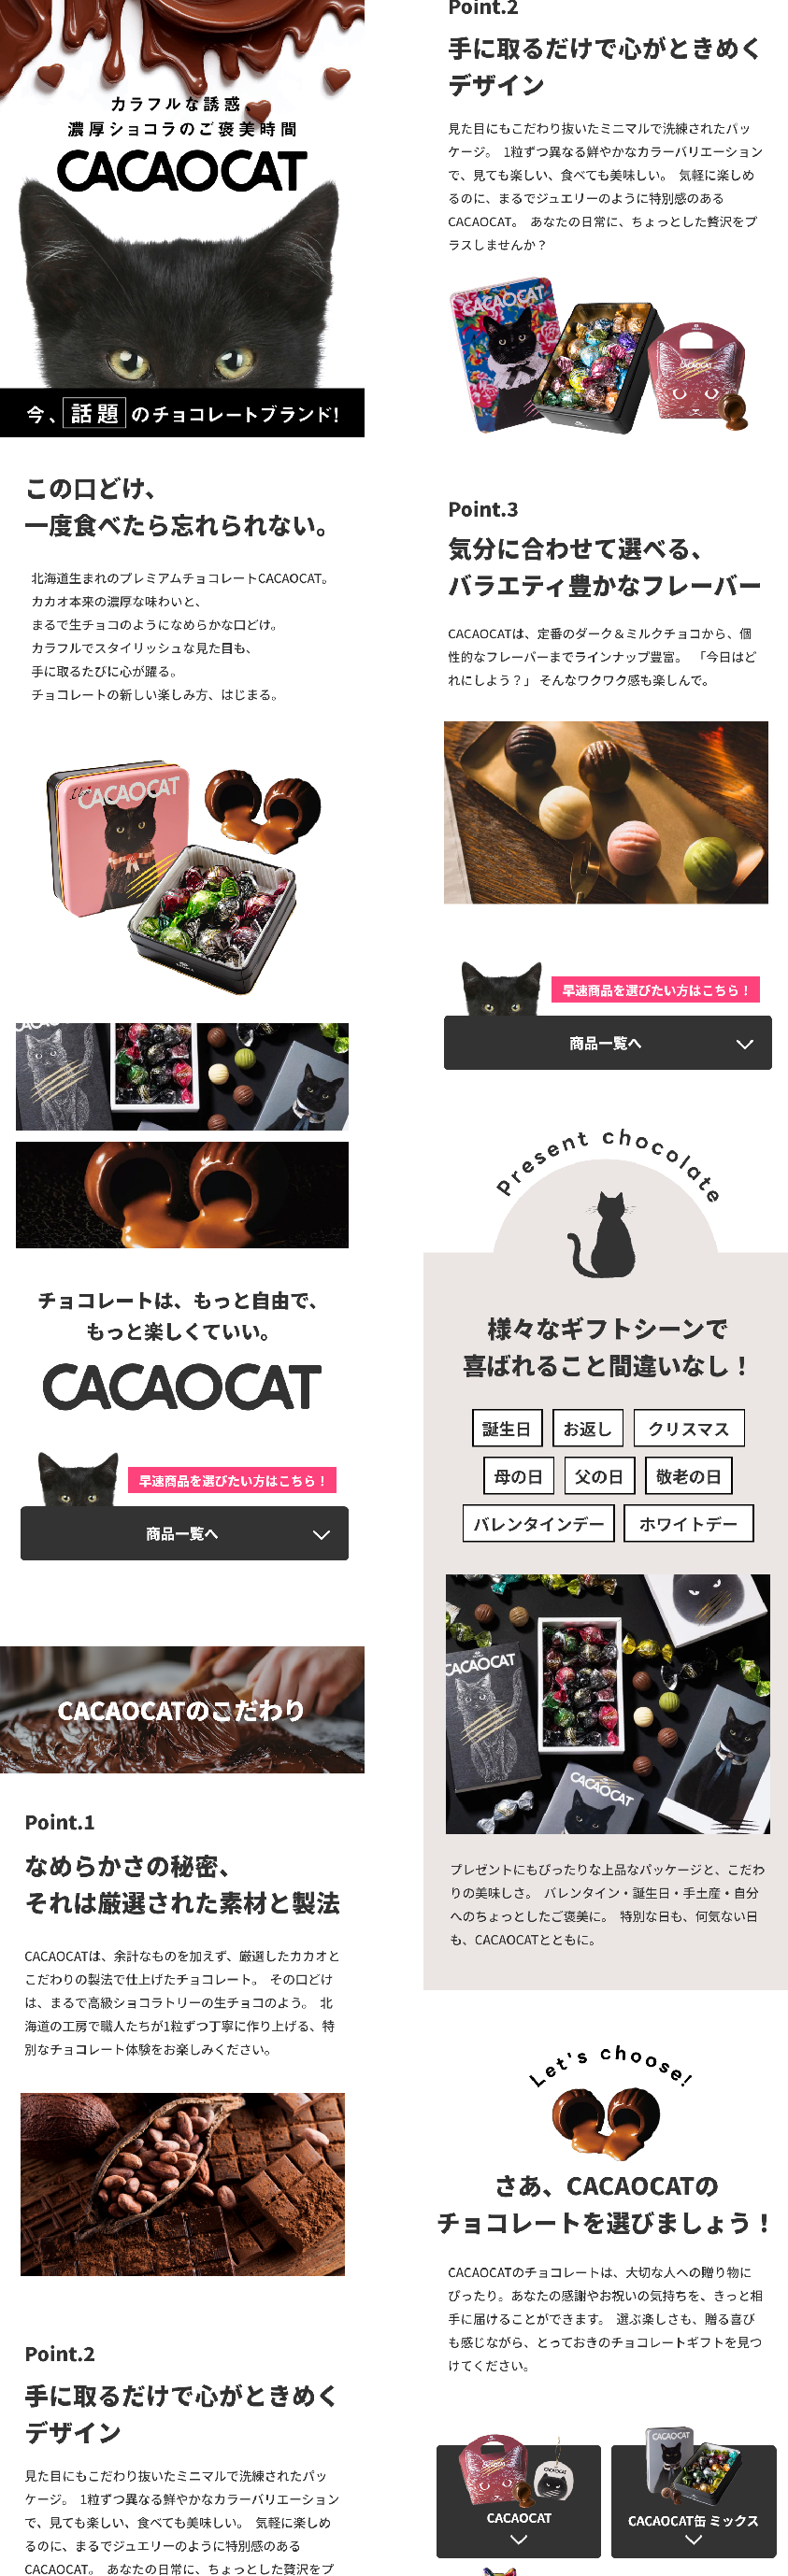 カラフルな誘惑、
濃厚ショコラのご褒美時間
CACAOCAT
今、話題のチョコレートブランド!
この口どけ、
一度食べたら忘れられない。
北海道生まれのプレミアムチョコレートCACAOCAT。
カカオ本来の濃厚な味わいと、
まるで生チョコのようになめらかな口どけ。
カラフルでスタイリッシュな見た目も、
手に取るたびに心が躍る。
チョコレートの新しい楽しみ方、はじまる。
CACAOCAT
チョコレートは、もっと自由で、
もっと楽しくていい。
CACAOCAT
早速商品を選びたい方はこちら！
商品一覧へ
CACAOCATのこだわり
Point.1
なめらかさの秘密、
それは厳選された素材と製法
CACAOCATは、余計なものを加えず、厳選したカカオと
こだわりの製法で仕上げたチョコレート。 その口どけ
は、まるで高級ショコラトリーの生チョコのよう。 北
海道の工房で職人たちが1粒ずつ丁寧に作り上げる、特
別なチョコレート体験をお楽しみください。
Point.2
手に取るだけで心がときめく
デザイン
見た目にもこだわり抜いたミニマルで洗練されたパッ
ケージ。 1粒ずつ異なる鮮やかなカラーバリエーション
で、見ても楽しい、食べても美味しい。 気軽に楽しめ
るのに、まるでジュエリーのように特別感のある
CACAOCAT。 あなたの日常に、ちょっとした贅沢をプ
Point.2
手に取るだけで心がときめく
デザイン
見た目にもこだわり抜いたミニマルで洗練されたパッ
ケージ。 1粒ずつ異なる鮮やかなカラーバリエーション
で、見ても楽しい、食べても美味しい。 気軽に楽しめ
るのに、まるでジュエリーのように特別感のある
CACAOCAT。 あなたの日常に、ちょっとした贅沢をプ
ラスしませんか？
CACAOCAT
CACAOCAT
Point.3
気分に合わせて選べる、
バラエティ豊かなフレーバー
CACAOCATは、定番のダーク＆ミルクチョコから、個
性的なフレーバーまでラインナップ豊富。 「今日はど
れにしよう？」 そんなワクワク感も楽しんで。
早速商品を選びたい方はこちら！
商品一覧へ
Present chocolate
様々なギフトシーンで
喜ばれること間違いなし！
誕生日 お返し クリスマス
母の日 父の日 敬老の日
バレンタインデー ホワイトデー
CACAOCAT
CACAOCAT
プレゼントにもぴったりな上品なパッケージと、こだわ
りの美味しさ。 バレンタイン・誕生日・手土産・自分
へのちょっとしたご褒美に。 特別な日も、何気ない日
も、CACAOCATとともに。
Let's choose!
さあ、CACAOCATの
チョコレートを選びましょう！
CACAOCATのチョコレートは、大切な人への贈り物に
ぴったり。あなたの感謝やお祝いの気持ちを、きっと相
手に届けることができます。 選ぶ楽しさも、贈る喜び
も感じながら、とっておきのチョコレートギフトを見つ
けてください。
CACAOCAT
CACAOCAT
CACAOCAT缶 ミックス